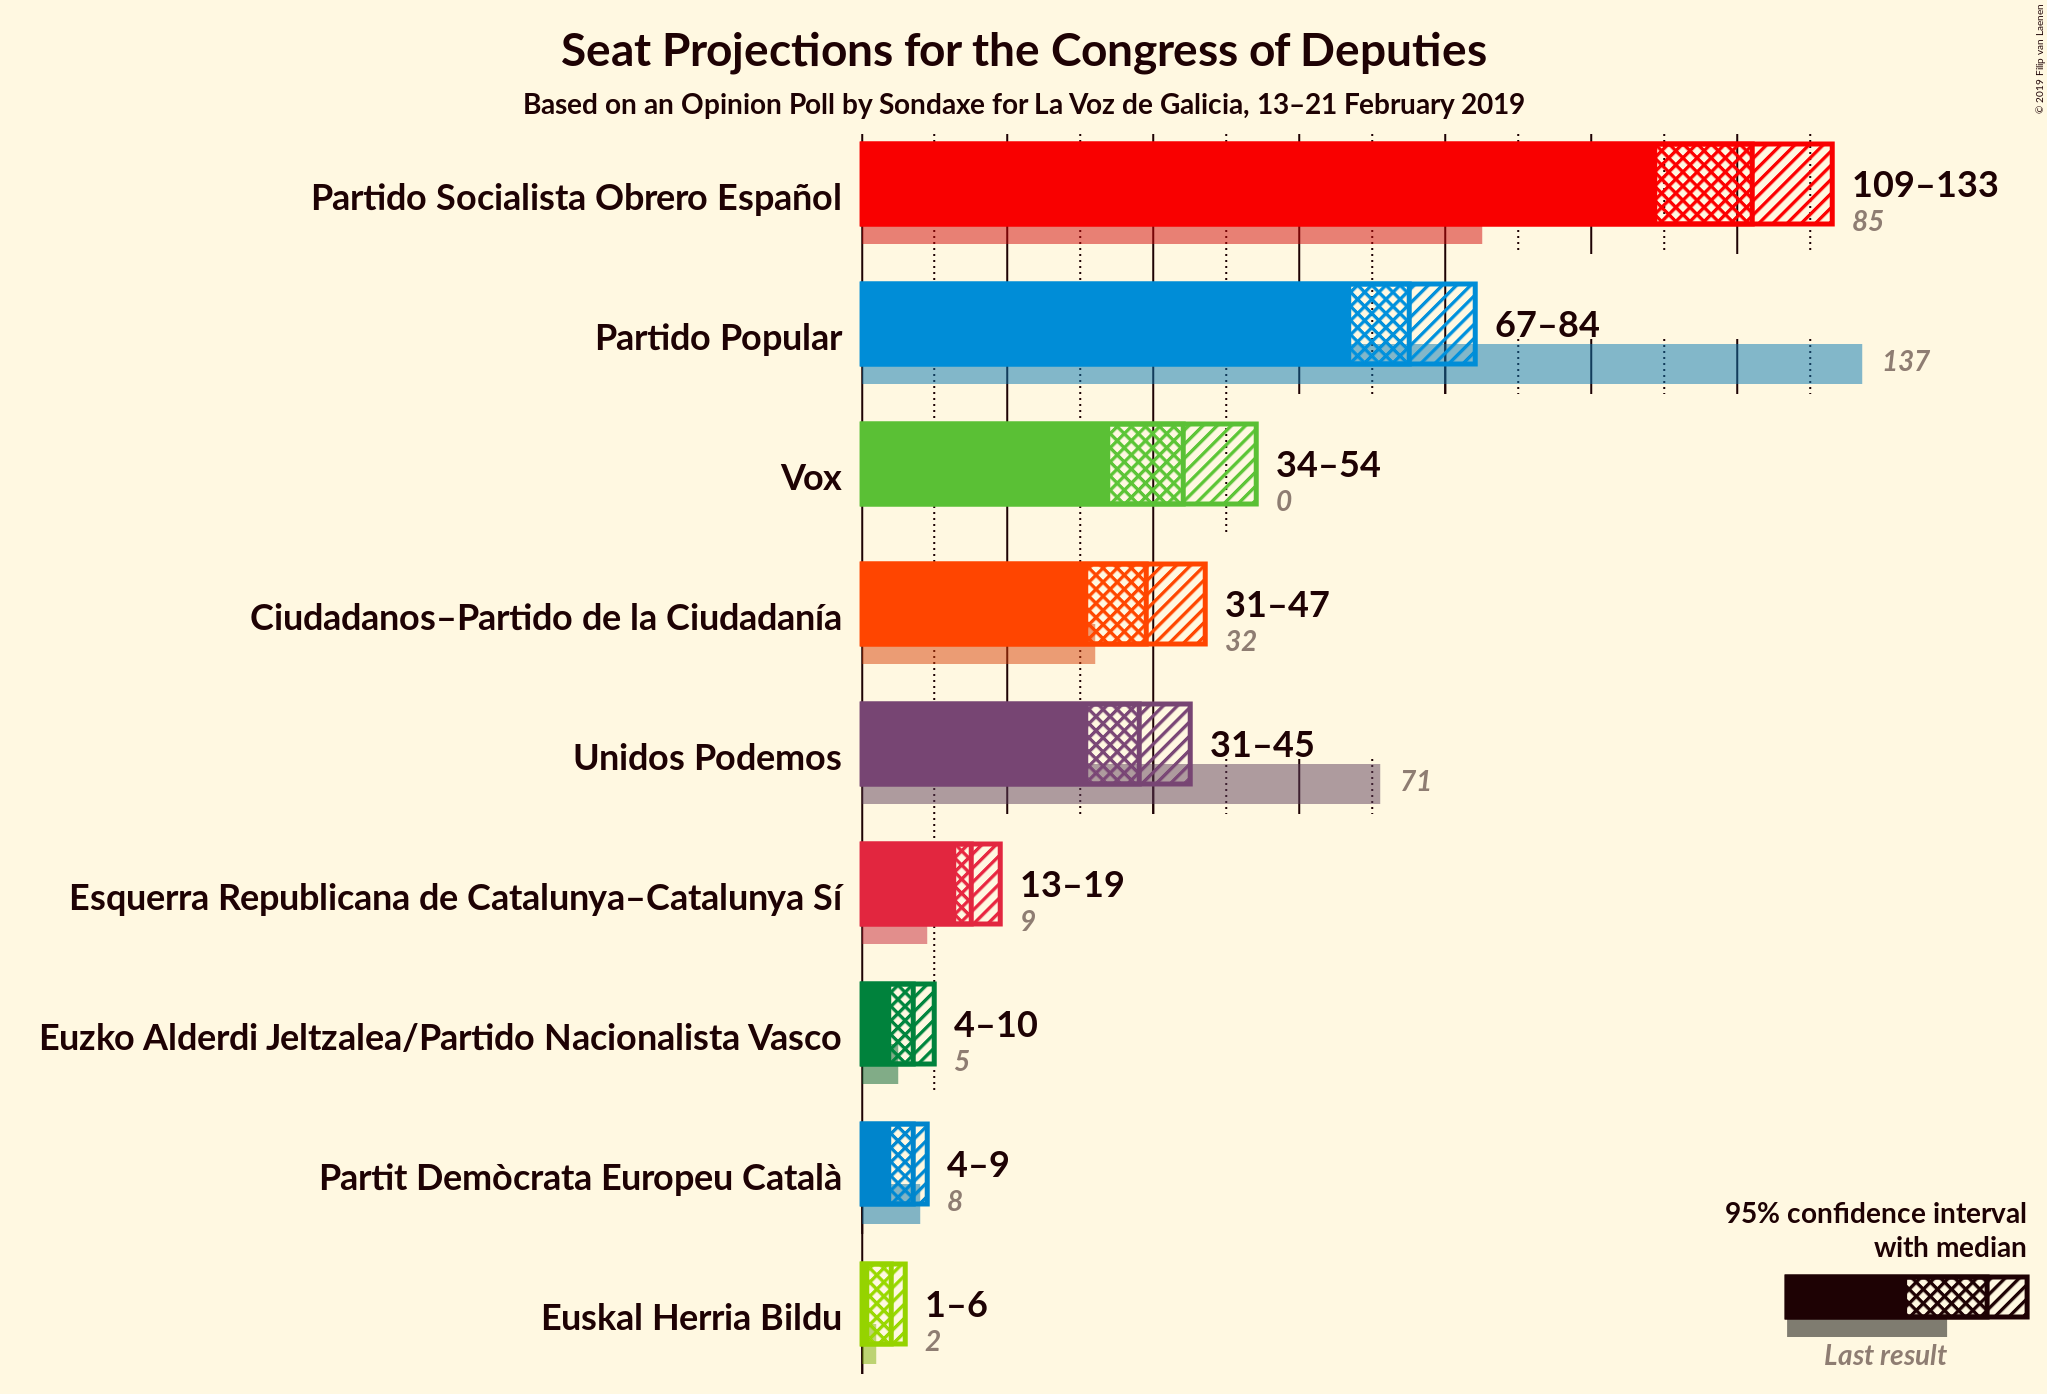 Seat Projections for the Congress of Deputies
Based on an Opinion Poll by Sondaxe for La Voz de Galicia, 13–21 February 2019
© 2019 Filip van Laenen
Partido Socialista Obrero Español
109–133
85
Partido Popular
67–84
137
Vox
34–54
0
Ciudadanos–Partido de la Ciudadanía
31–47
32
Unidos Podemos
31–45
71
Esquerra Republicana de Catalunya–Catalunya Sí
13–19
9
Euzko Alderdi Jeltzalea/Partido Nacionalista Vasco
4–10
5
Partit Demòcrata Europeu Català
4–9
8
Euskal Herria Bildu
1–6
2
95% confidence interval
with median
Last result